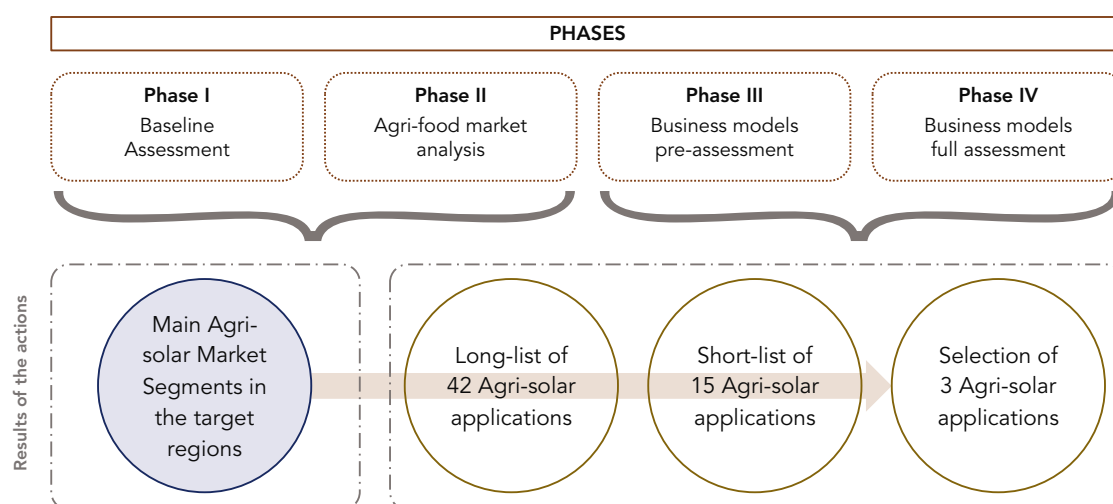 PHASES
Phase I
Baseline
Assessment
Phase II
Agri-food market
analysis
Phase III
Business models
pre-assessment
Phase IV
Business models
full assessment
Results of the actions
Main Agri-
solar Market
Segments in
the target
regions
Long-list of
42 Agri-solar
applications
Short-list of
15 Agri-solar
applications
Selection of
3 Agri-solar
applications